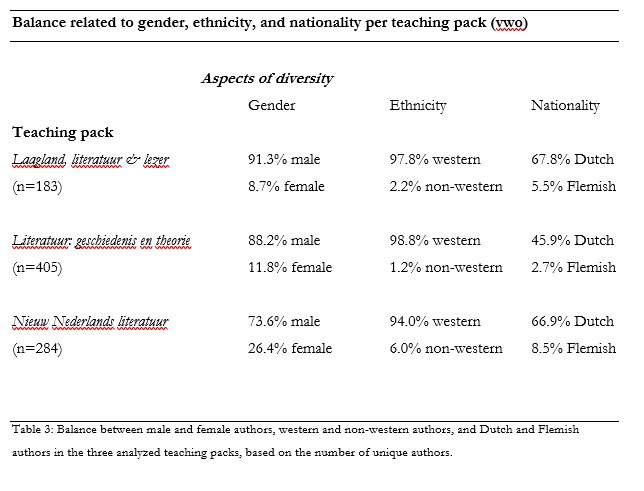 Balance related to gender, ethnicity, and nationality per teaching pack (vwo)
Aspects of diversity
Gender Ethnicity Nationality
Teaching pack
Laagland, literatuur & lezer 91.3% male 97.8% western 67.8% Dutch
(n=183) 8.7% female 2.2% non-western 5.5% Flemish
Literatuur: geschiedenis en theorie 88.2% male 98.8% western 45.9% Dutch
(n=405) 11.8% female 1.2% non-western 2.7% Flemish
Nieuw Nederlands literatuur 73.6% male 94.0% western 66.9% Dutch
(n=284) 26.4% female 6.0% non-western 8.5% Flemish
Table 3: Balance between male and female authors, western and non-western authors, and Dutch and Flemish
authors in the three analyzed teaching packs, based on the number of unique authors.